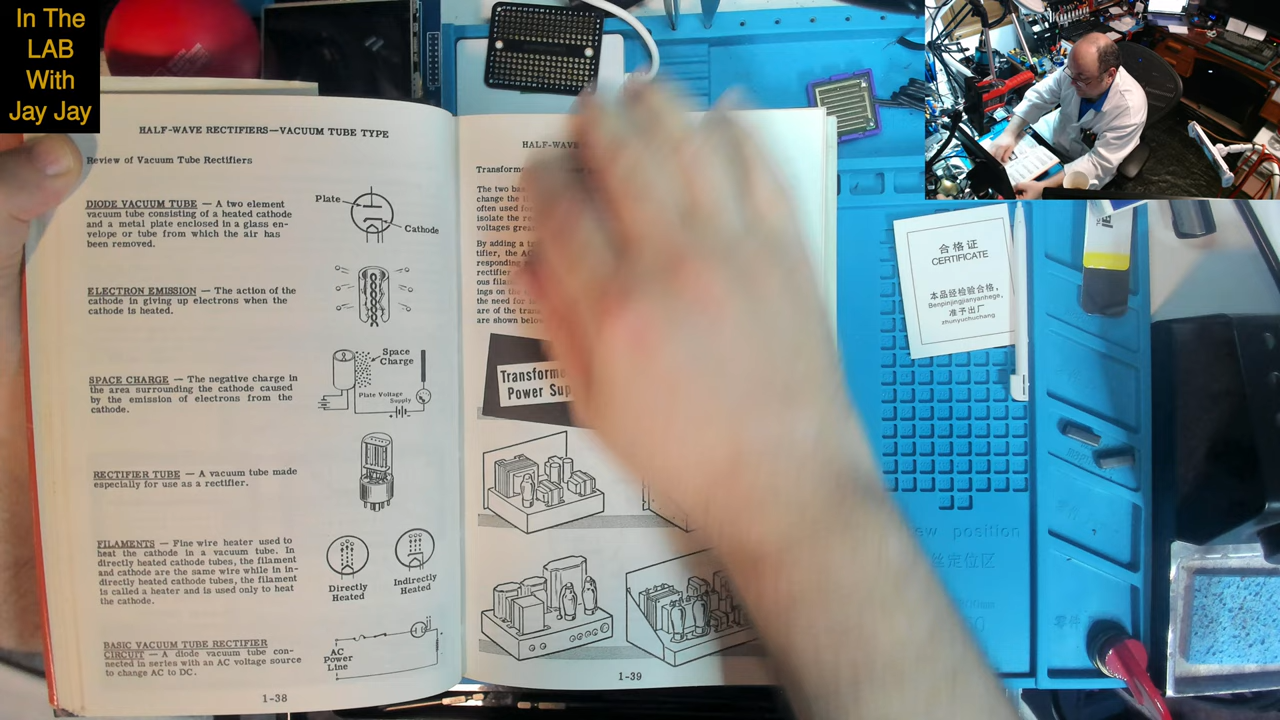 In The
LAB
With
Jay Jay
HALF-WAVE RECTIFIERS—VACUUM TUBE TYPE
Review of Vacuum Tube Rectifiers
DIODE VACUUM TUBE — A two element
vacuum tube consisting of a heated cathode
and a metal plate enclosed in a glass en-
velope or tube from which the air has
been removed.
Plate
Cathode
ELECTRON EMISSION — The action of the
cathode in giving up electrons when the
cathode is heated.
SPACE CHARGE — The negative charge in
the area surrounding the cathode caused
by the emission of electrons from the
cathode.
Space
Charge
Plate Voltage
Supply
RECTIFIER TUBE — A vacuum tube made
especially for use as a rectifier.
FILAMENTS — Fine wire heater used to
heat the cathode in a vacuum tube. In
directly heated cathode tubes, the filament
and cathode are the same wire while in in-
directly heated cathode tubes, the filament
is called a heater and is used only to heat
the cathode.
Directly
Heated
Indirectly
Heated
BASIC VACUUM TUBE RECTIFIER
CIRCUIT — A diode vacuum tube con-
nected in series with an AC voltage source
to change AC to DC.
AC
Power
Line
1-38
HALF-WAVE
The two
change the
often used
isolate the
voltages
By adding a
tifier, the AC
responding
rectifier
ings on the
the need for
are of the
are shown below
Power
1-39
合格证
CERTIFICATE
本品经检验合格,
Benpinjingjianyanhege,
准予出厂
zhunyuchuchang
position